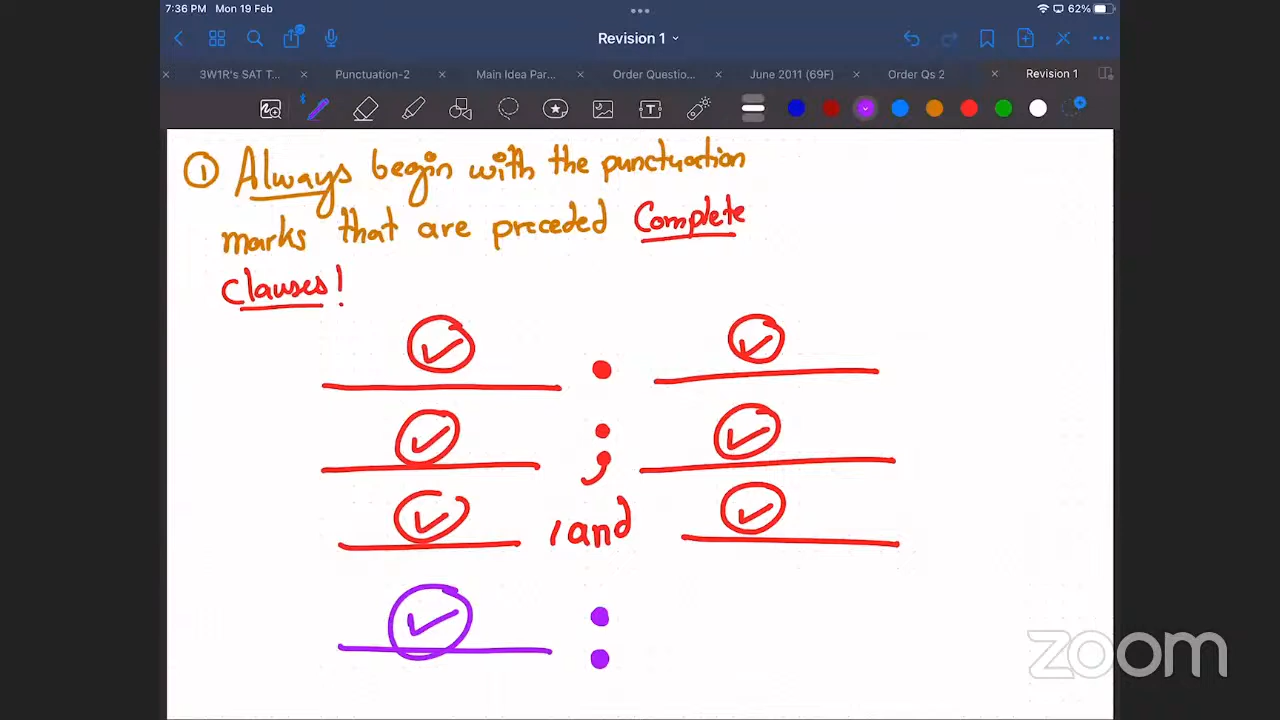 7:36 PM Mon 19 Feb
62%
Revision 1
3W1R's SAT T...
Punctuation-2
Main Idea Par...
Order Questio...
June 2011 (69F)
Order Qs 2
Revision 1
① Always begin with the punctuation
marks that are preceded Complete
Clauses!
.
;
, and
:
zoom